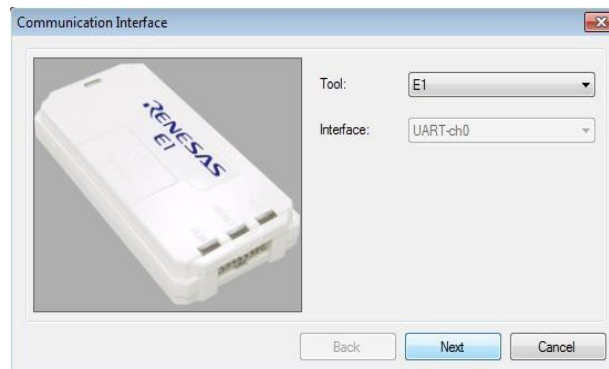 Communication Interface
RENESAS
E1
Tool:
E1
Interface:
UART-ch0
Back
Next
Cancel